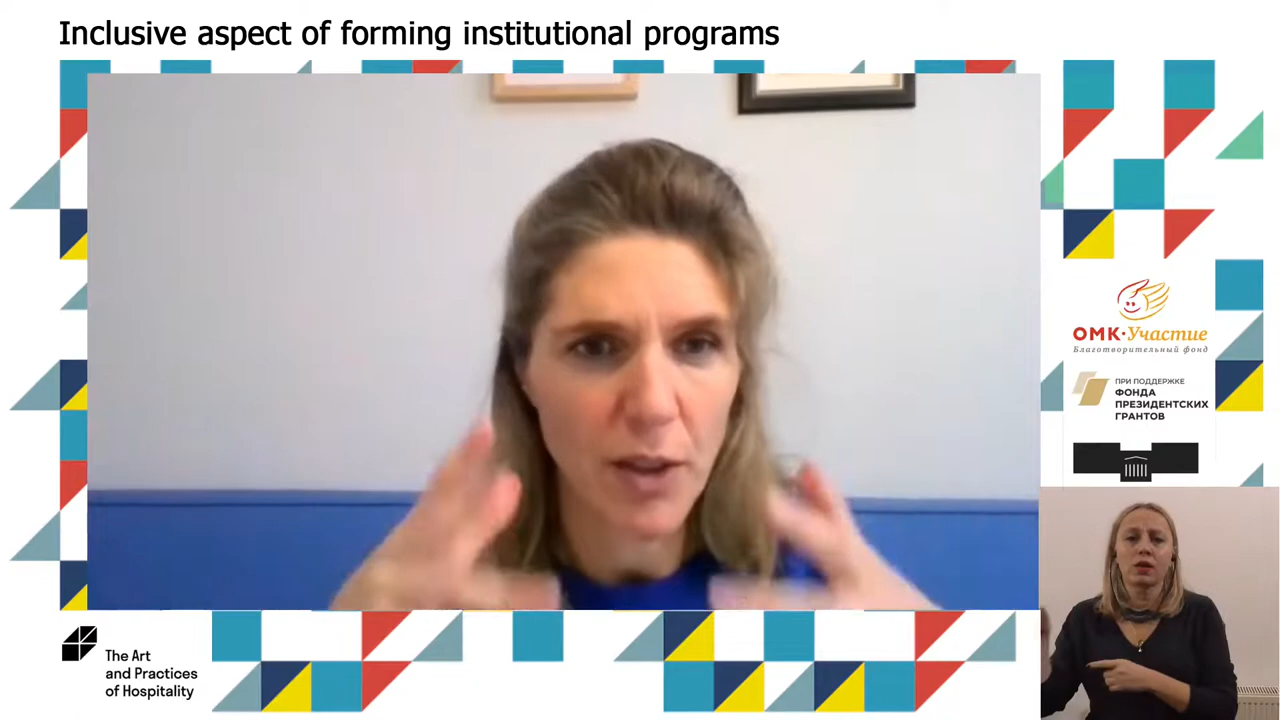 Inclusive aspect of forming institutional programs
ОМК·Участие
Благотворительный фонд
ПРИ ПОДДЕРЖКЕ
ФОНДА
ПРЕЗИДЕНТСКИХ
ГРАНТОВ
The Art
and Practices
of Hospitality